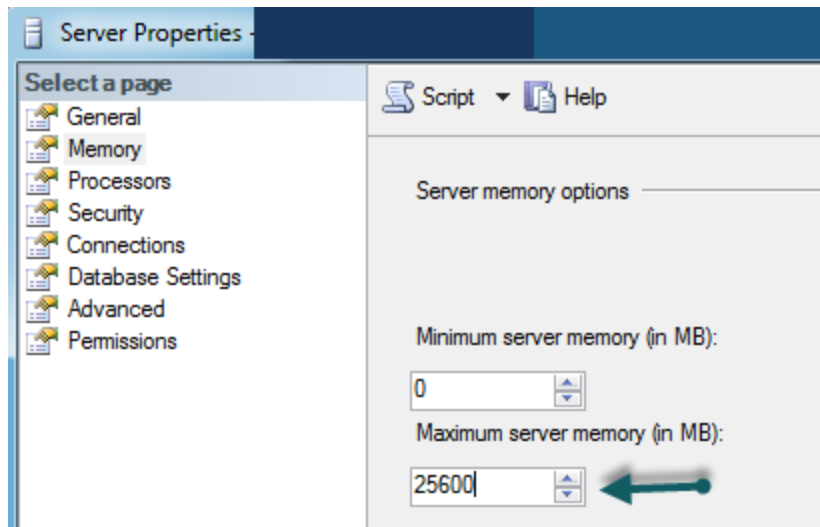 Server Properties -
Select a page
General
Memory
Processors
Security
Connections
Database Settings
Advanced
Permissions
Script Help
Server memory options
Minimum server memory (in MB):
0
Maximum server memory (in MB):
25600